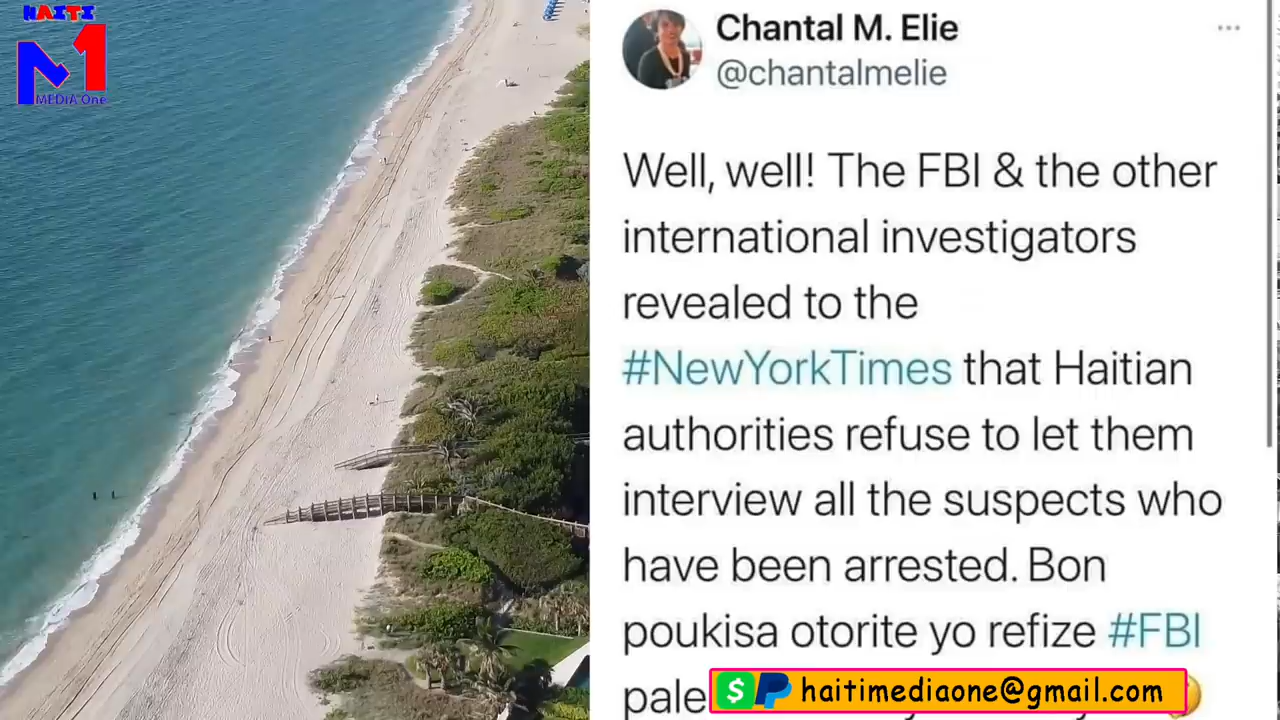 HAITI
M1
MEDIA One
Chantal M. Elie
@chantalmelie
Well, well! The FBI & the other
international investigators
revealed to the
#NewYorkTimes that Haitian
authorities refuse to let them
interview all the suspects who
have been arrested. Bon
poukisa otorite yo refize #FBI
pale
haitimediaone@gmail.com